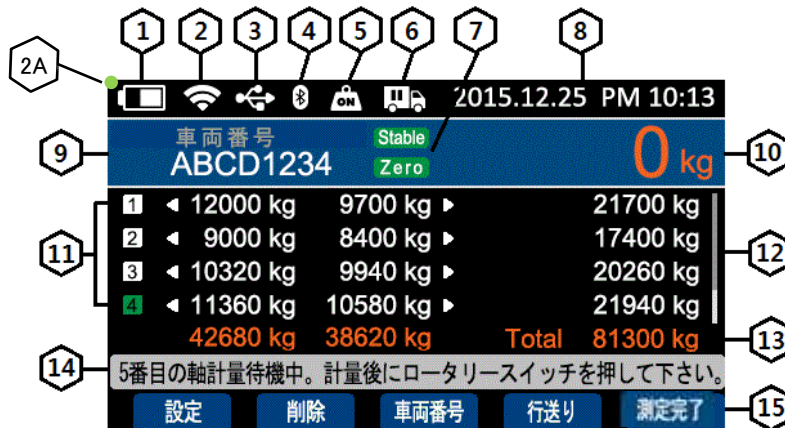 1 2 3 4 5 6 7 8
2A
ON 2015.12.25 PM 10:13
9 車両番号 Stable 0 kg 10
ABCD1234 Zero
1 ◀ 12000 kg 9700 kg ▶ 21700 kg
2 ◀ 9000 kg 8400 kg ▶ 17400 kg
11 12
3 ◀ 10320 kg 9940 kg ▶ 20260 kg
4 ◀ 11360 kg 10580 kg ▶ 21940 kg
42680 kg 38620 kg Total 81300 kg 13
14 5番目の軸計量待機中。計量後にロータリースイッチを押して下さい。
設定 削除 車両番号 行送り 測定完了 15